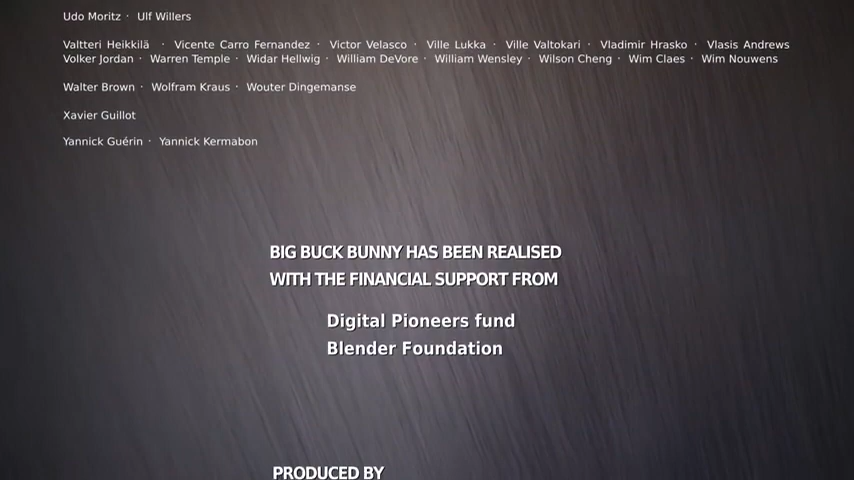 Udo Moritz · Ulf Willers
Valtteri Heikkilä · Vicente Carro Fernandez · Victor Velasco · Ville Lukka · Ville Valtokari · Vladimir Hrasko · Vlasis Andrews
Volker Jordan · Warren Temple · Widar Hellwig · William DeVore · William Wensley · Wilson Cheng · Wim Claes · Wim Nouwens
Walter Brown · Wolfram Kraus · Wouter Dingemanse
Xavier Guillot
Yannick Guérin · Yannick Kermabon
BIG BUCK BUNNY HAS BEEN REALISED
WITH THE FINANCIAL SUPPORT FROM
Digital Pioneers fund
Blender Foundation
PRODUCED BY